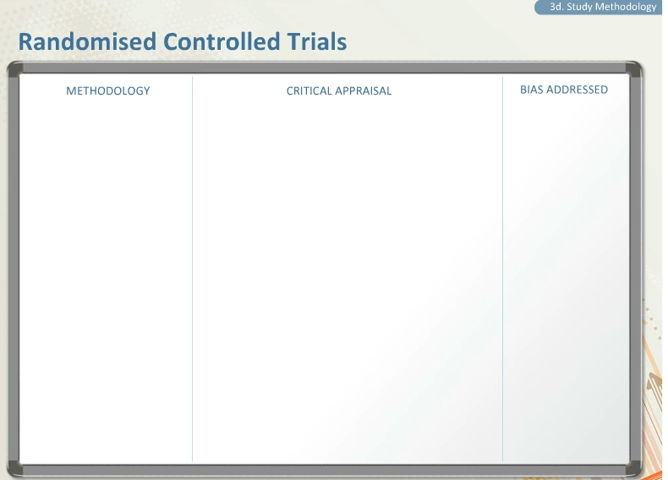 3d. Study Methodology
Randomised Controlled Trials
METHODOLOGY
CRITICAL APPRAISAL
BIAS ADDRESSED